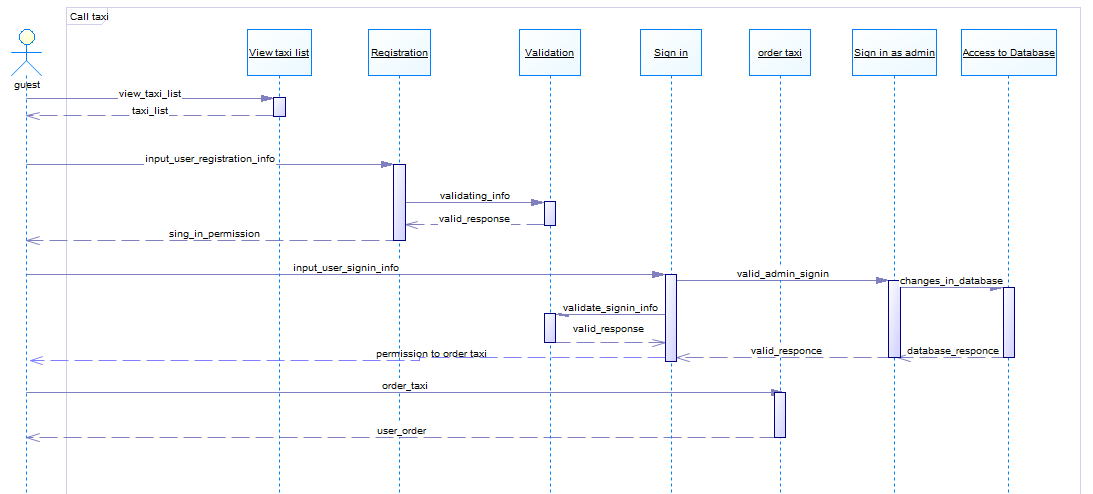 Call taxi
View taxi list
Registration
Validation
Sign in
order taxi
Sign in as admin
Access to Database
guest
view_taxi_list
taxi_list
input_user_registration_info
validating_info
valid_response
sing_in_permission
input_user_signin_info
valid_admin_signin
changes_in_database
validate_signin_info
valid_response
permission to order taxi
valid_responce
database_responce
order_taxi
user_order